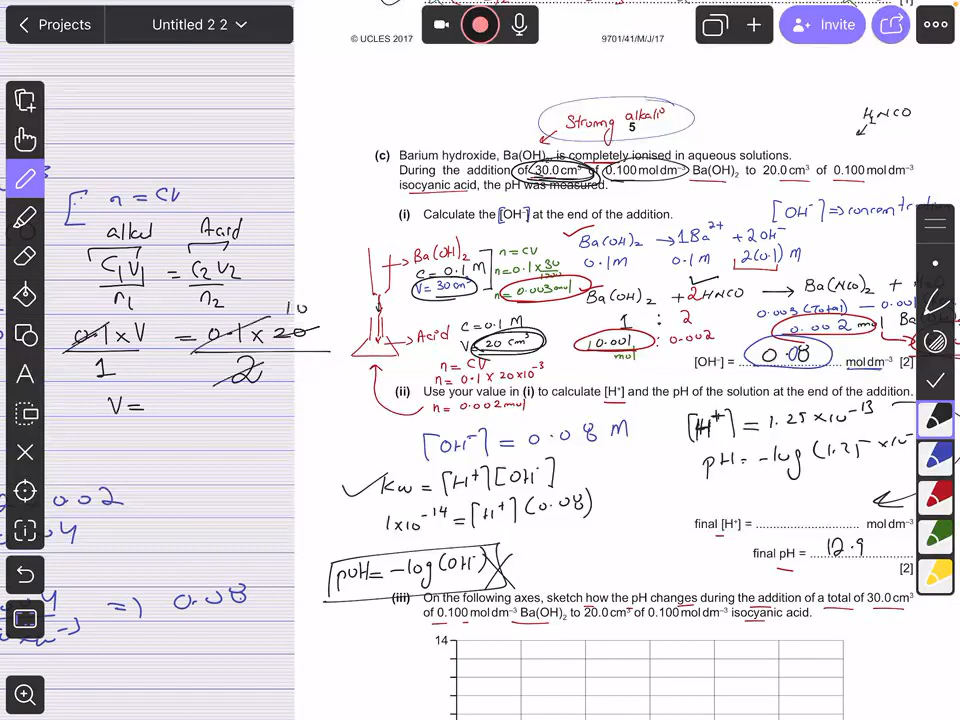 Projects
Untitled 2 2
Invite
© UCLES 2017
9701/41/M/J/17
Strong alkali
5
HNCO
(c) Barium hydroxide, Ba(OH)₂, is completely ionised in aqueous solutions.
During the addition of 30.0 cm³ of 0.100 mol dm⁻³ Ba(OH)₂ to 20.0 cm³ of 0.100 mol dm⁻³
isocyanic acid, the pH was measured.
(i) Calculate the [OH⁻] at the end of the addition.
[OH⁻] =>
n = CV
alkal
Acid
C₁V₁ = C₂V₂
n₁ n₂
10
0.1 × V = 0.1 × 20
1 2
V =
Ba(OH)₂
C = 0.1 M
V = 30 cm³
n = CV
n = 0.1 × 30
n = 0.003 mol
Ba(OH)₂ → 1Ba²⁺ + 2OH⁻
0.1M 0.1 M 2(0.1) M
Ba(OH)₂ + 2HNCO → Ba(NCO)₂ +
1 : 2
0.003 (Total) –
0.001 : 0.002
mol
0.002 mol
Acid
C = 0.1 M
V = 20 cm³
n = CV
n = 0.1 × 20 × 10⁻³
n = 0.002 mol
[OH⁻] = 0.08 mol dm⁻³ [2]
(ii) Use your value in (i) to calculate [H⁺] and the pH of the solution at the end of the addition.
[OH⁻] = 0.08 M
[H⁺] = 1.25 × 10⁻¹³
pH = -log (1.25 × 10⁻
Kw = [H⁺][OH⁻]
1 × 10⁻¹⁴ = [H⁺] (0.08)
final [H⁺] = .............................. mol dm⁻³
final pH = 12.9
[2]
pOH = -log(OH⁻)
0.002
=) 0.08
(iii) On the following axes, sketch how the pH changes during the addition of a total of 30.0 cm³
of 0.100 mol dm⁻³ Ba(OH)₂ to 20.0 cm³ of 0.100 mol dm⁻³ isocyanic acid.
14